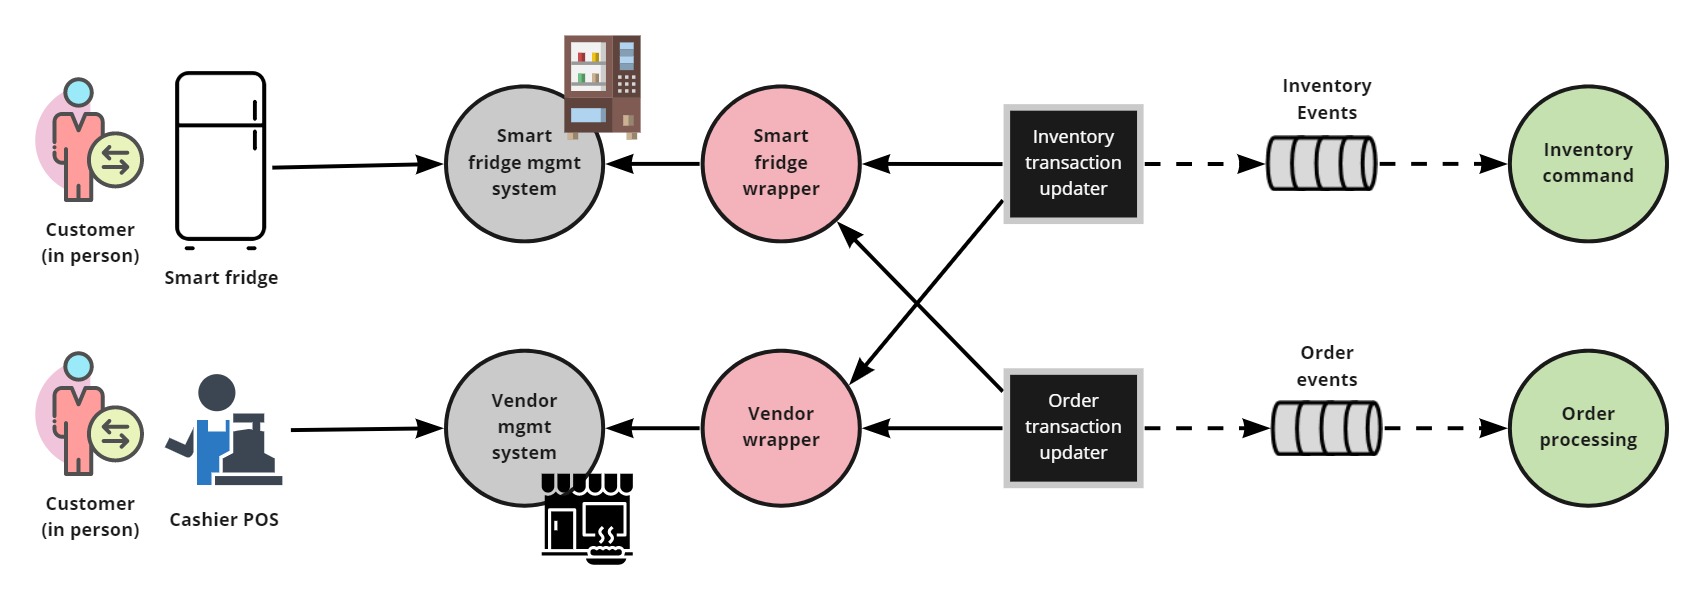 Customer
(in person)
Smart fridge
Smart
fridge mgmt
system
Smart
fridge
wrapper
Inventory
transaction
updater
Inventory
Events
Inventory
command
Customer
(in person)
Cashier POS
Vendor
mgmt
system
Vendor
wrapper
Order
transaction
updater
Order
events
Order
processing